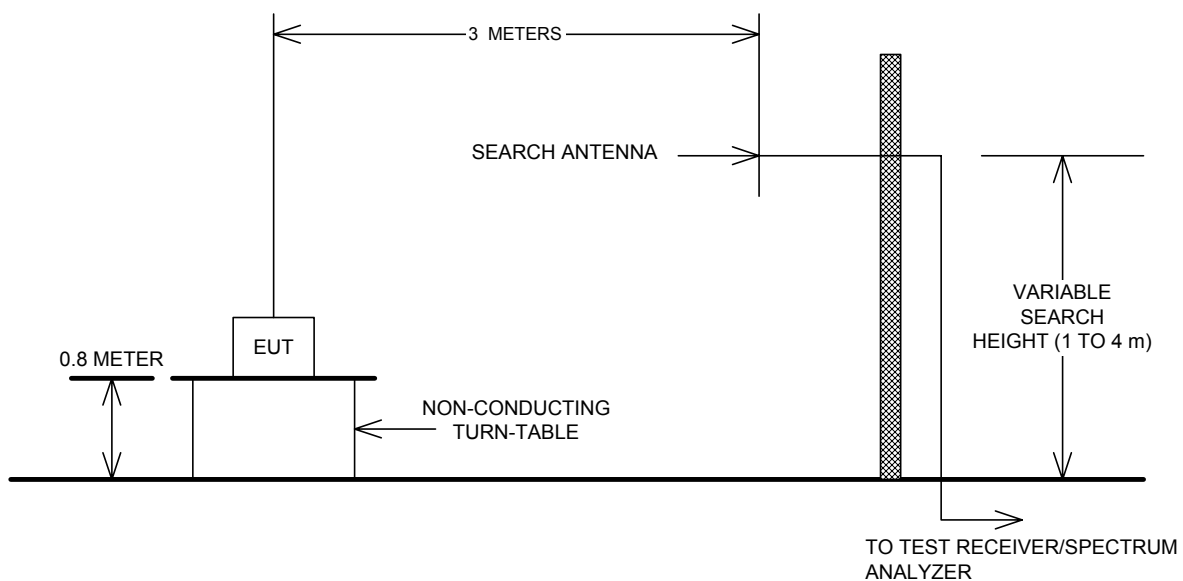 3 METERS
SEARCH ANTENNA
VARIABLE
SEARCH
HEIGHT (1 TO 4 m)
EUT
0.8 METER
NON-CONDUCTING
TURN-TABLE
TO TEST RECEIVER/SPECTRUM
ANALYZER